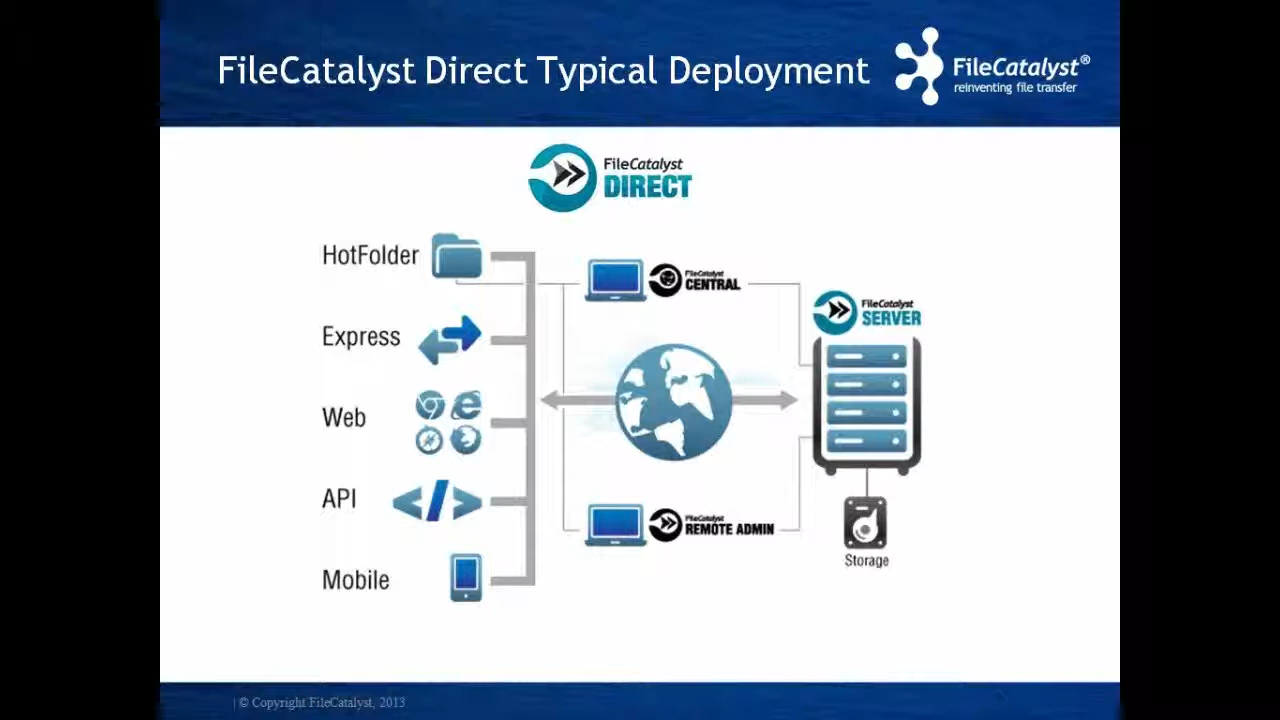 FileCatalyst Direct Typical Deployment
FileCatalyst®
reinventing file transfer
FileCatalyst
DIRECT
HotFolder
Express
Web
API
Mobile
FileCatalyst
CENTRAL
FileCatalyst
REMOTE ADMIN
FileCatalyst
SERVER
Storage
| © Copyright FileCatalyst, 2013